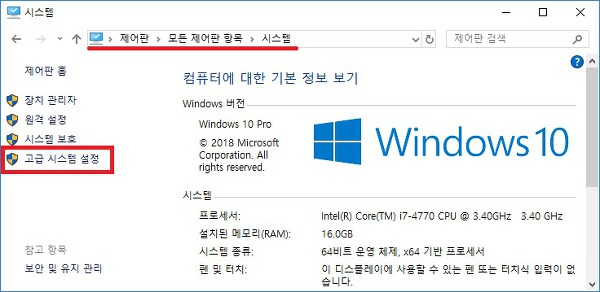 시스템
제어판 > 모든 제어판 항목 > 시스템
제어판 검색
제어판 홈
장치 관리자
원격 설정
시스템 보호
고급 시스템 설정
참고 항목
보안 및 유지 관리
컴퓨터에 대한 기본 정보 보기
Windows 버전
Windows 10 Pro
© 2018 Microsoft
Corporation. All
rights reserved.
Windows 10
시스템
프로세서: Intel(R) Core(TM) i7-4770 CPU @ 3.40GHz 3.40 GHz
설치된 메모리(RAM): 16.0GB
시스템 종류: 64비트 운영 체제, x64 기반 프로세서
펜 및 터치: 이 디스플레이에 사용할 수 있는 펜 또는 터치식 입력이 없